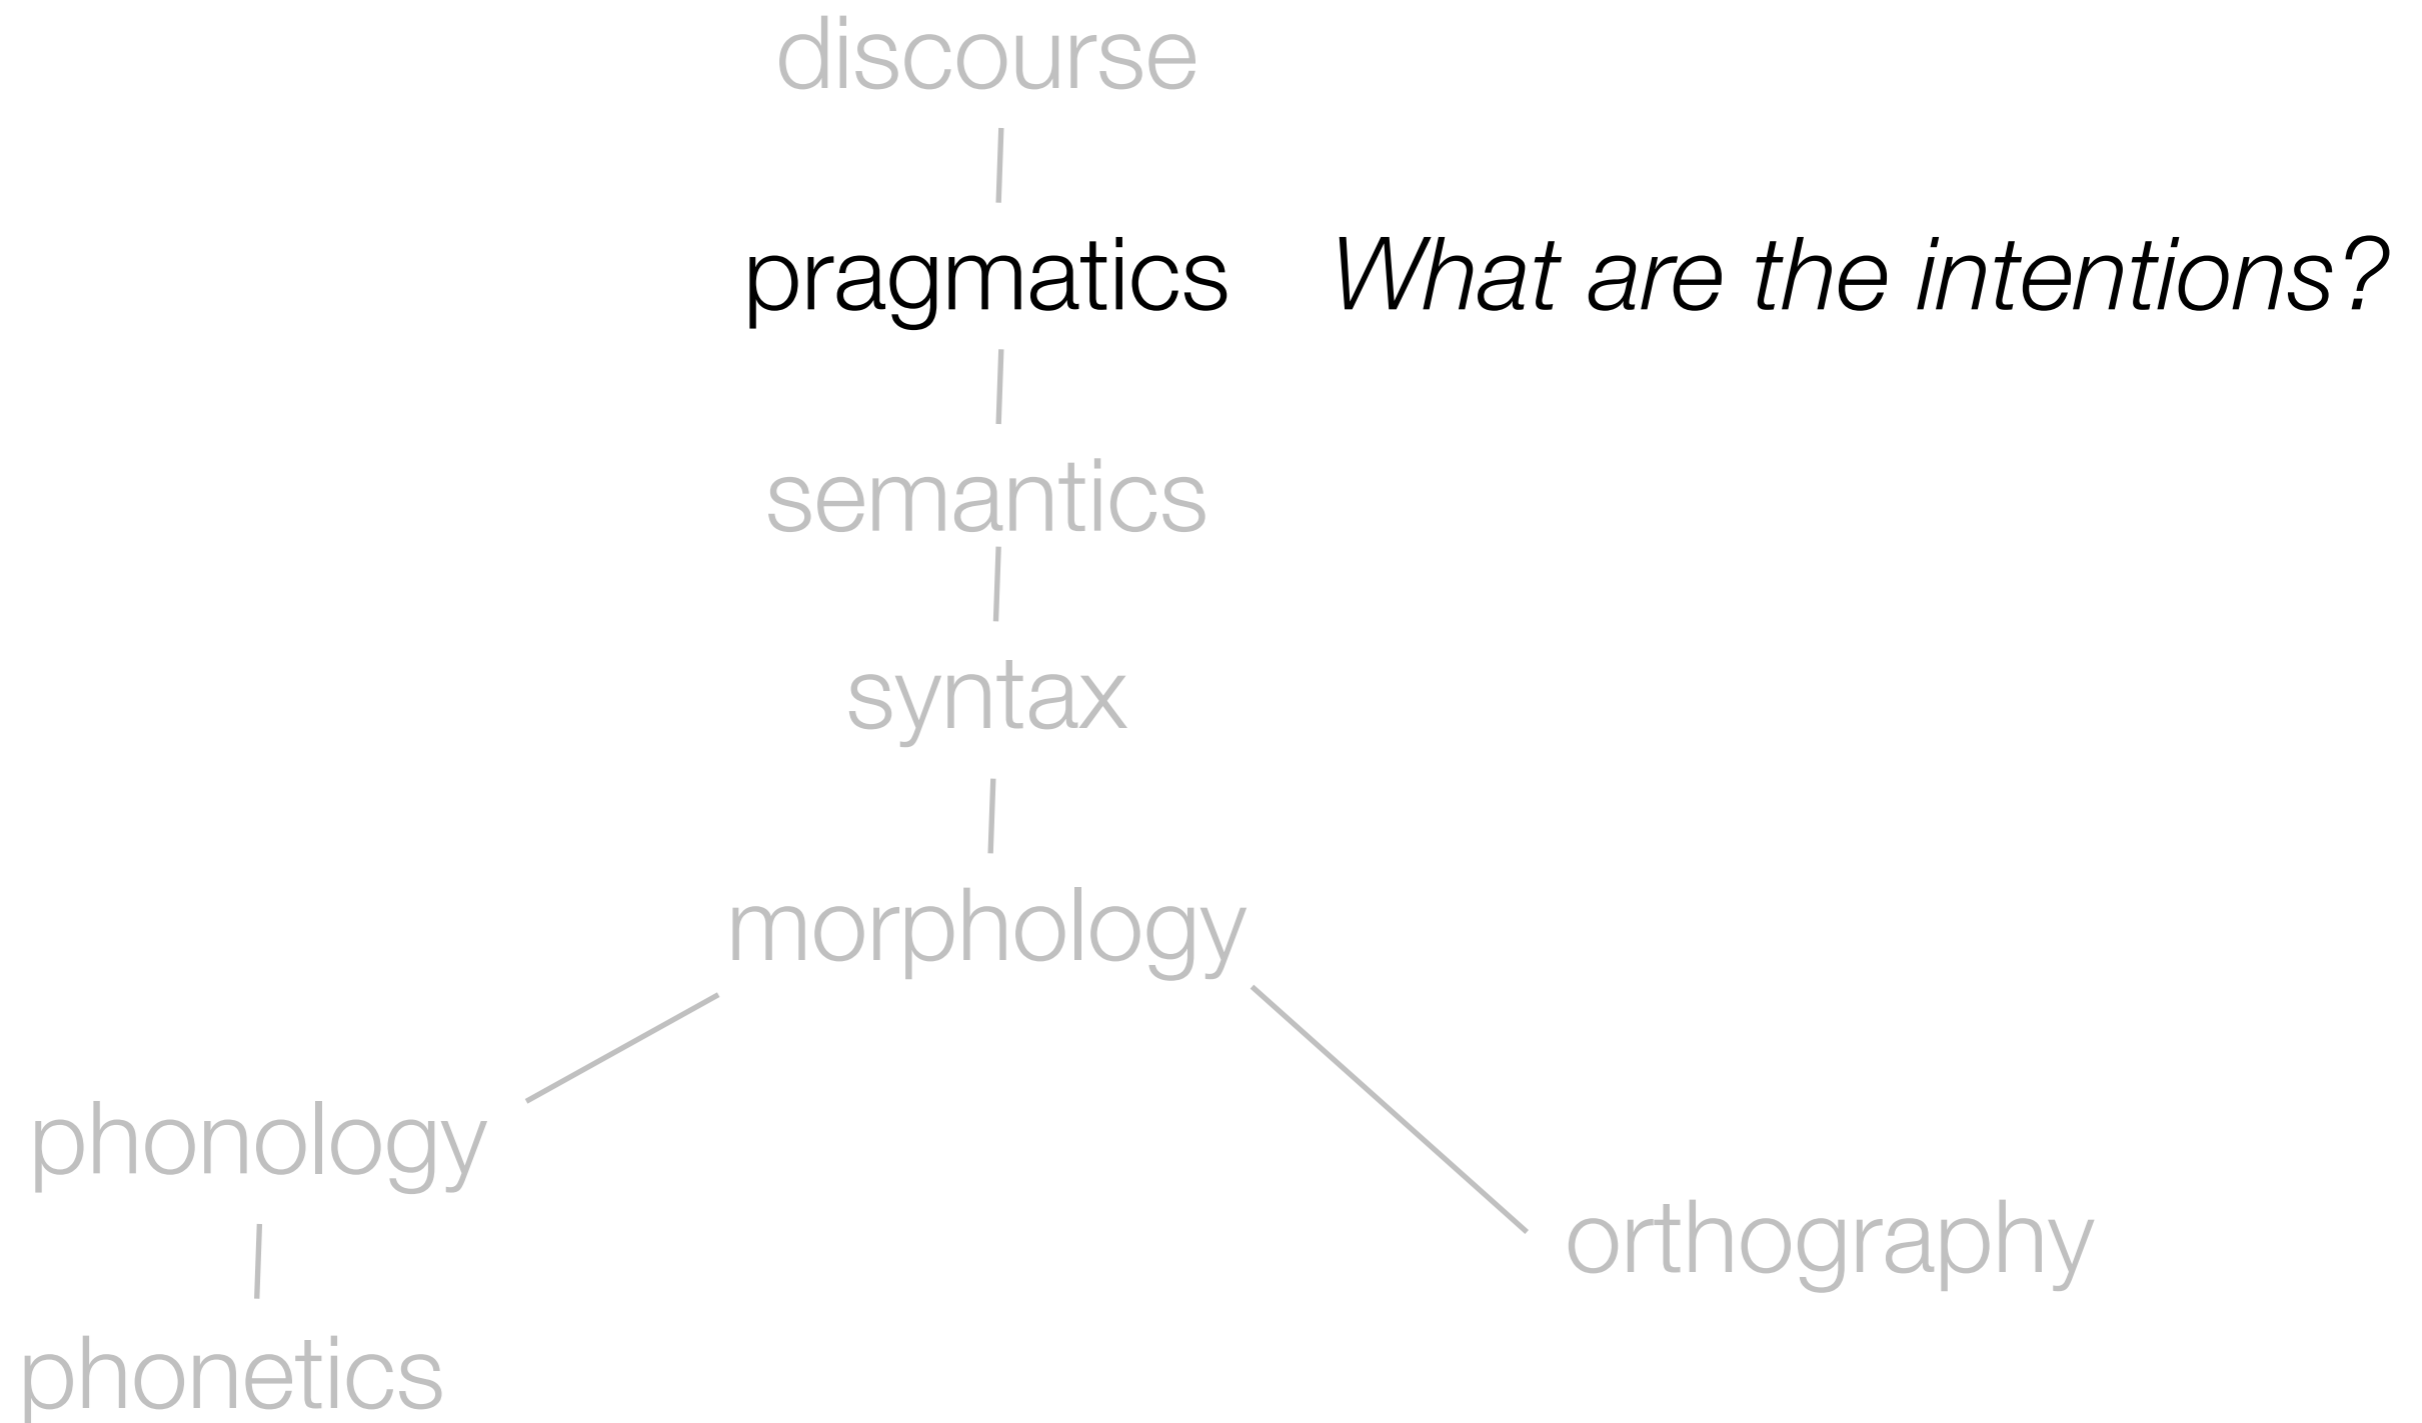 discourse
pragmatics What are the intentions?
semantics
syntax
morphology
phonology
orthography
phonetics